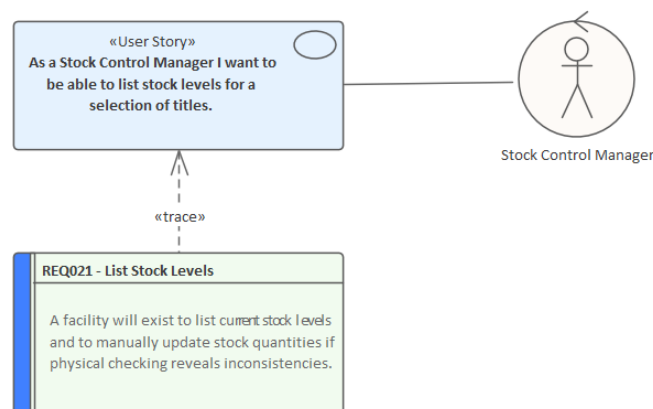 «User Story»
As a Stock Control Manager I want to
be able to list stock levels for a
selection of titles.
Stock Control Manager
«trace»
REQ021 - List Stock Levels
A facility will exist to list current stock levels
and to manually update stock quantities if
physical checking reveals inconsistencies.